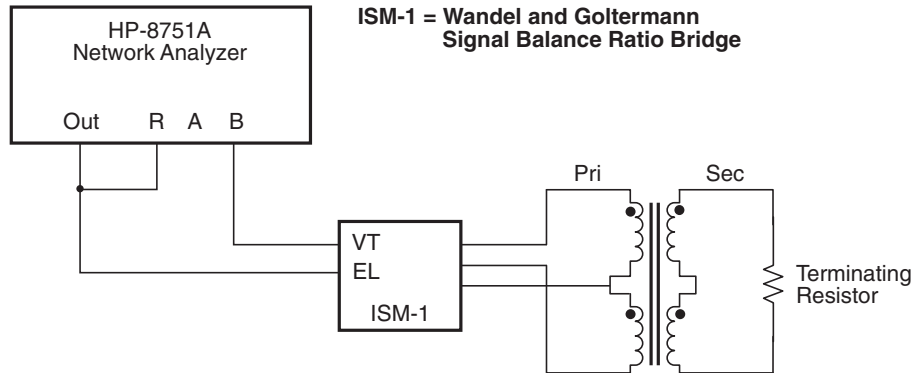 ISM-1 = Wandel and Goltermann
Signal Balance Ratio Bridge
HP-8751A
Network Analyzer
Out R A B
Pri Sec
VT
EL
ISM-1
Terminating
Resistor